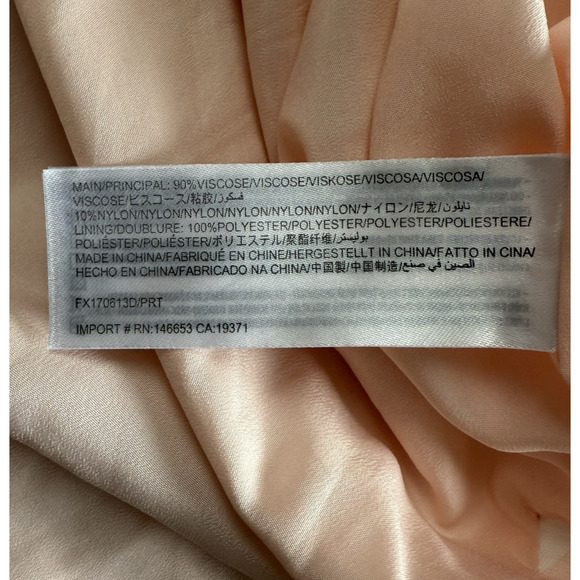 MAIN/PRINCIPAL: 90%VISCOSE/VISCOSE/VISKOSE/VISCOSA/VISCOSA/
VISCOSE/ビスコース/粘胶/فسكوز
10%NYLON/NYLON/NYLON/NYLON/NYLON/NYLON/ナイロン/尼龙/نايلون
LINING/DOUBLURE: 100%POLYESTER/POLYESTER/POLYESTER/POLIESTERE/
POLIÉSTER/POLIÉSTER/ポリエステル/聚酯纤维/بوليستر
MADE IN CHINA/FABRIQUÉ EN CHINE/HERGESTELLT IN CHINA/FATTO IN CINA/
HECHO EN CHINA/FABRICADO NA CHINA/中国製/中国制造/الصين في صنع
FX170613D/PRT
IMPORT # RN:146653 CA:19371